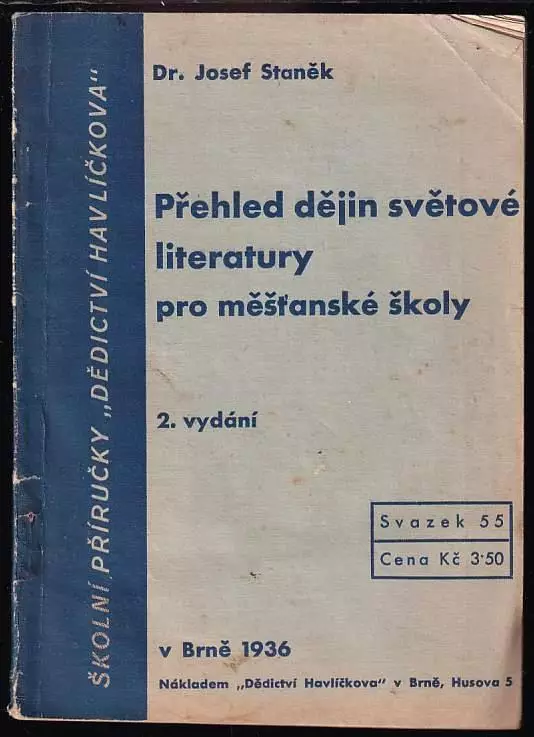 ŠKOLNÍ PŘÍRUČKY „DĚDICTVÍ HAVLÍČKOVA"
Dr. Josef Staněk
Přehled dějin světové
literatury
pro měšťanské školy
2. vydání
Svazek 55
Cena Kč 3·50
v Brně 1936
Nákladem „Dědictví Havlíčkova" v Brně, Husova 5